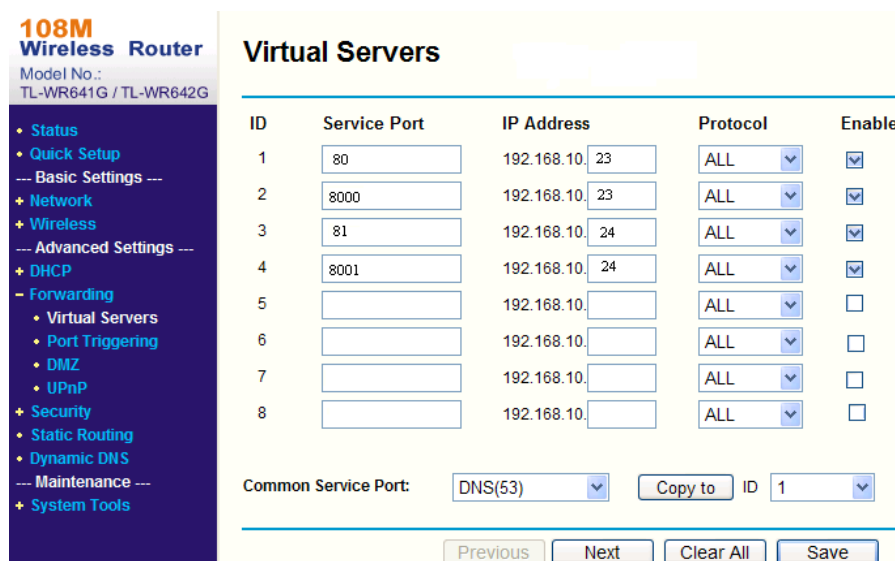 108M
Wireless Router
Model No.:
TL-WR641G / TL-WR642G
• Status
• Quick Setup
--- Basic Settings ---
+ Network
+ Wireless
--- Advanced Settings ---
+ DHCP
– Forwarding
• Virtual Servers
• Port Triggering
• DMZ
• UPnP
+ Security
• Static Routing
• Dynamic DNS
--- Maintenance ---
+ System Tools
Virtual Servers
ID Service Port IP Address Protocol Enable
1 80 192.168.10. 23 ALL
2 8000 192.168.10. 23 ALL
3 81 192.168.10. 24 ALL
4 8001 192.168.10. 24 ALL
5 192.168.10. ALL
6 192.168.10. ALL
7 192.168.10. ALL
8 192.168.10. ALL
Common Service Port: DNS(53) Copy to ID 1
Previous Next Clear All Save